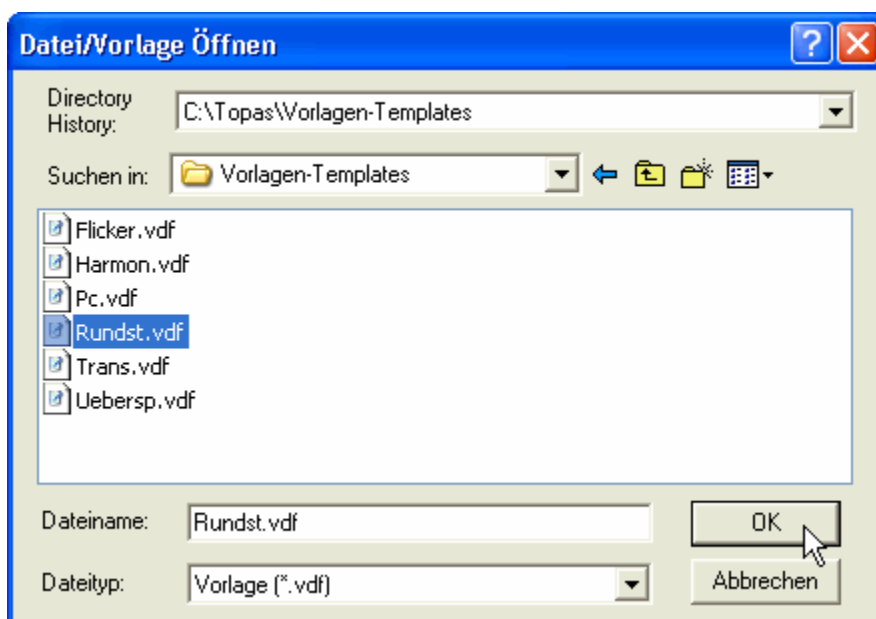 Datei/Vorlage Öffnen
Directory History:
C:\Topas\Vorlagen-Templates
Suchen in:
Vorlagen-Templates
Flicker.vdf
Harmon.vdf
Pc.vdf
Rundst.vdf
Trans.vdf
Uebersp.vdf
Dateiname:
Rundst.vdf
OK
Dateityp:
Vorlage (*.vdf)
Abbrechen